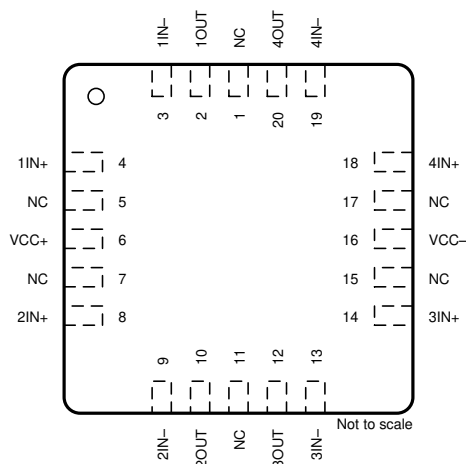 1IN–
1OUT
NC
4OUT
4IN–
3
2
1
20
19
1IN+ 4
18 4IN+
NC 5
17 NC
VCC+ 6
16 VCC–
NC 7
15 NC
2IN+ 8
14 3IN+
9
10
11
12
13
Not to scale
2IN–
2OUT
NC
3OUT
3IN–